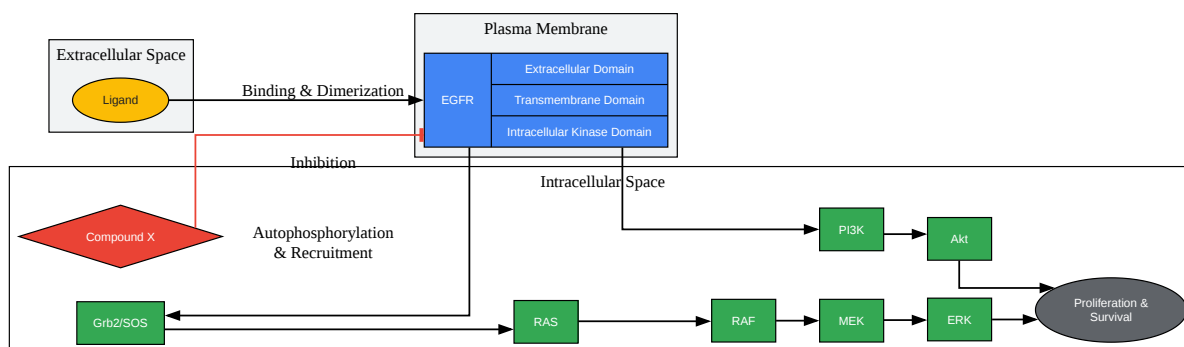 Plasma Membrane
Extracellular Space
Ligand
Binding & Dimerization
EGFR
Extracellular Domain
Transmembrane Domain
Intracellular Kinase Domain
Inhibition
Intracellular Space
Compound X
Autophosphorylation
& Recruitment
PI3K
Akt
Grb2/SOS
RAS
RAF
MEK
ERK
Proliferation &
Survival